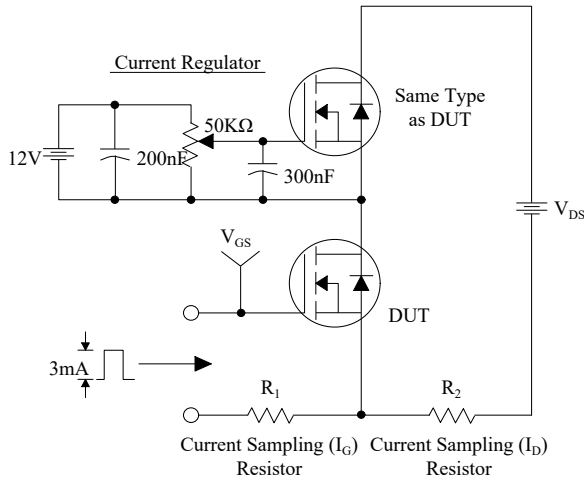 Current Regulator
Same Type
as DUT
50KΩ
12V
200nF
300nF
V_DS
V_GS
DUT
3mA
R_1
R_2
Current Sampling (I_G)
Resistor
Current Sampling (I_D)
Resistor